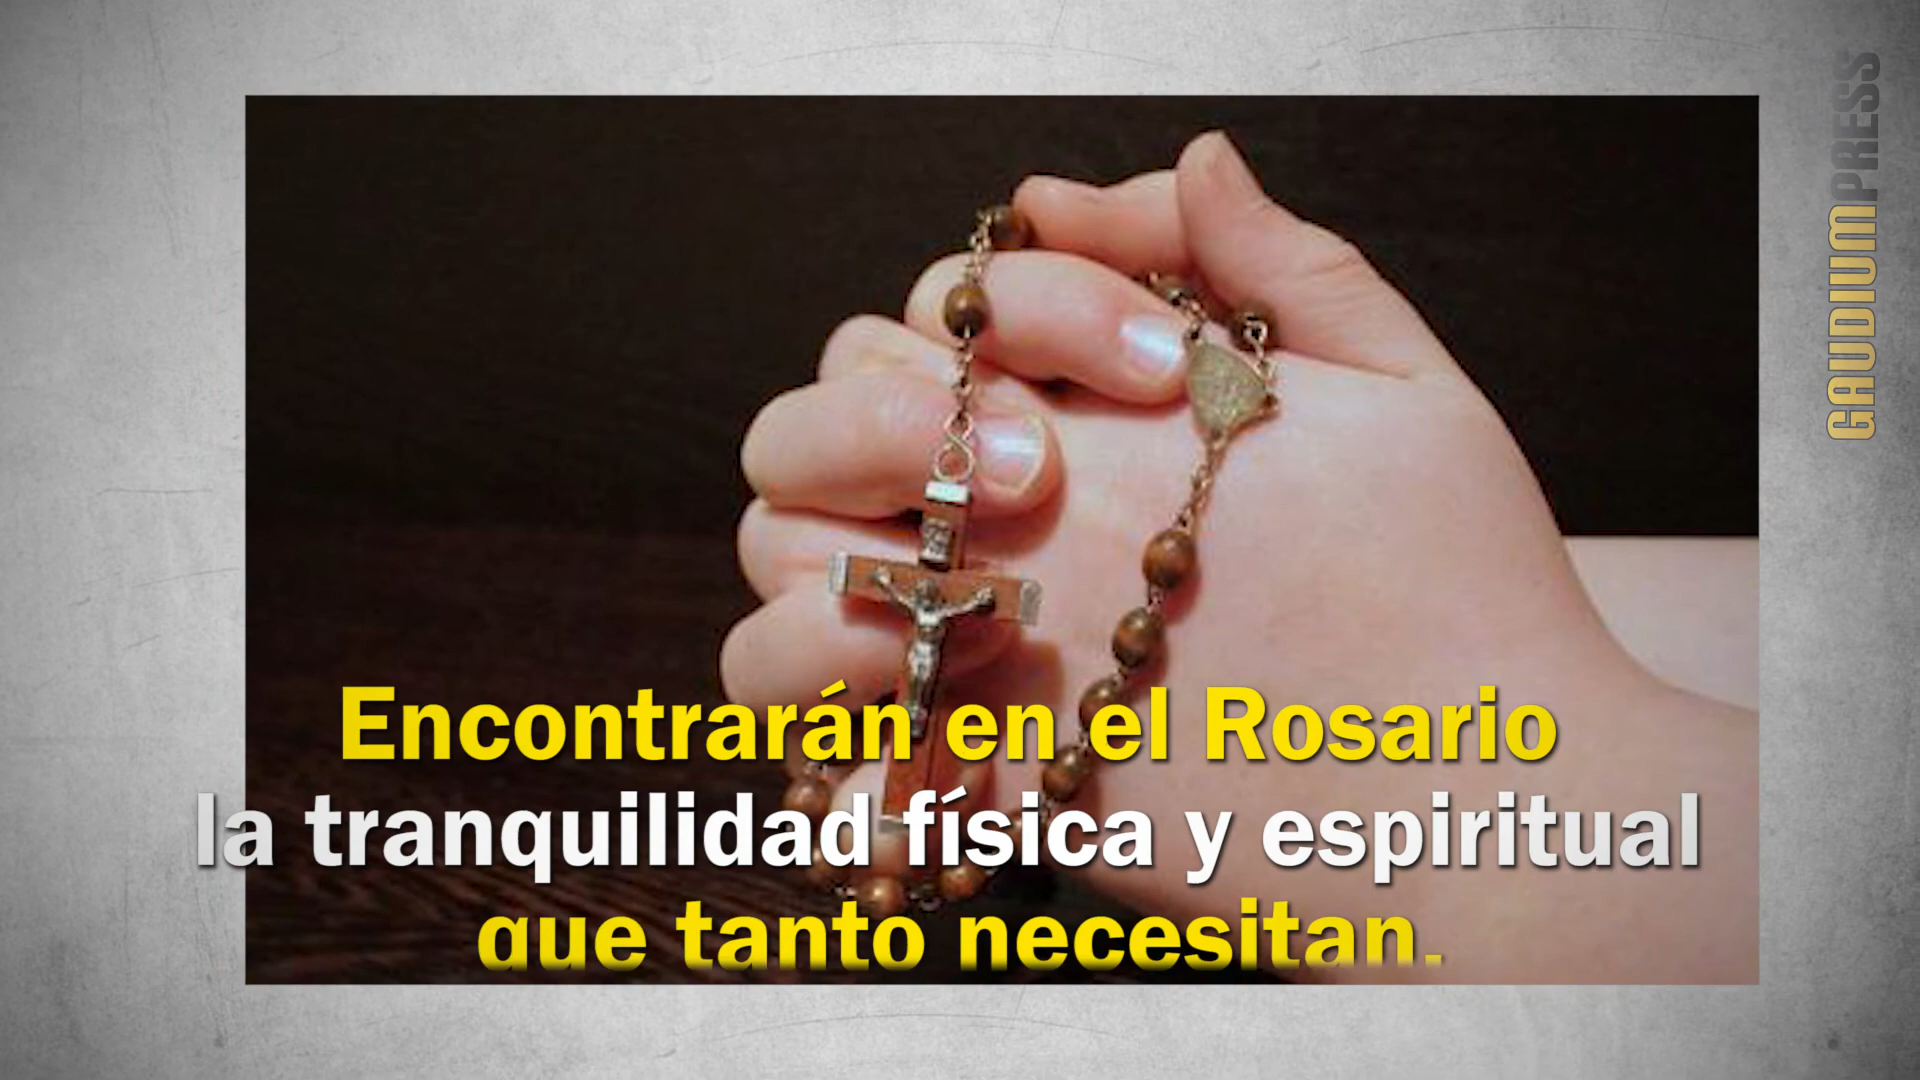 GAUDIUMPRESS
Encontrarán en el Rosario
la tranquilidad física y espiritual
que tanto necesitan.